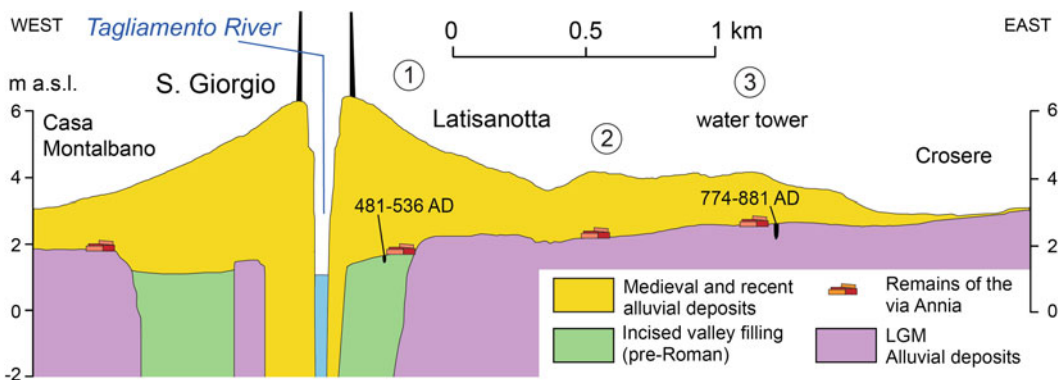 WEST
Tagliamento River
0
0.5
1 km
EAST
m a.s.l.
S. Giorgio
1
3
6
Casa
Montalbano
Latisanotta
2
water tower
Crosere
6
4
481-536 AD
774-881 AD
4
2
2
0
0
-2
Medieval and recent
alluvial deposits
Incised valley filling
(pre-Roman)
Remains of the
via Annia
LGM
Alluvial deposits